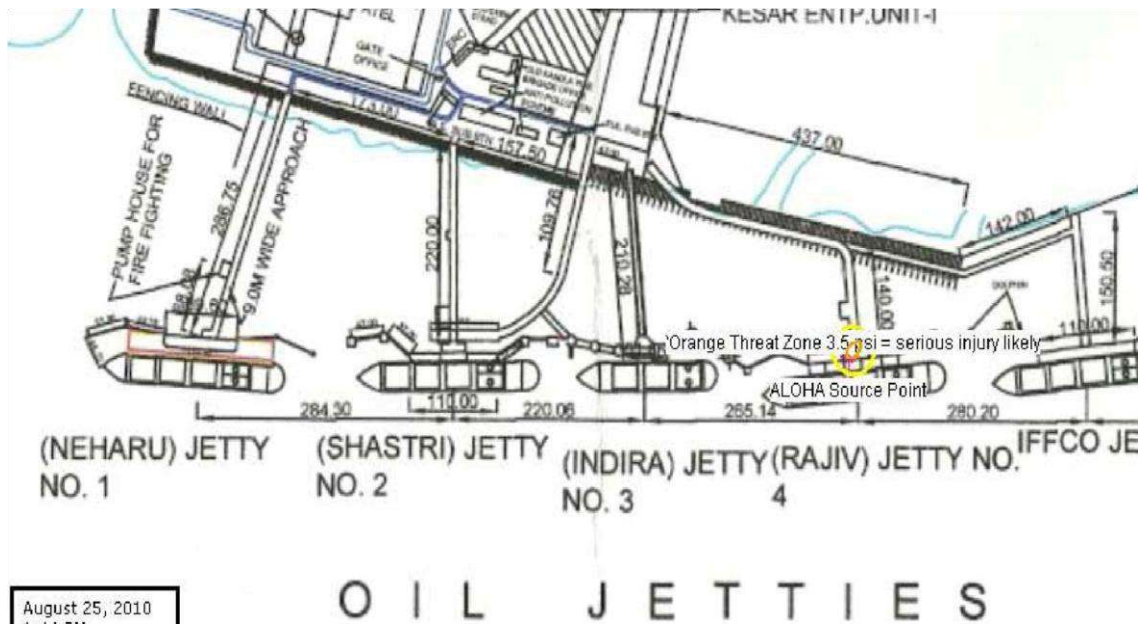 KESAR ENTP.UNIT-I
GATE
OFFICE
FENCING WALL
173.00
SUB.STN.
157.50
437.00
PUMP HOUSE FOR
FIRE FIGHTING
286.75
9.0M WIDE APPROACH
220.00
109.76
210.28
142.00
140.00
DOLPHIN
150.50
110.00
'Orange Threat Zone 3.5 psi = serious injury likely
ALOHA Source Point
284.30
110.00
220.06
265.14
280.20
(NEHARU) JETTY
NO. 1
(SHASTRI) JETTY
NO. 2
(INDIRA) JETTY
NO. 3
(RAJIV) JETTY NO.
4
IFFCO JE
OIL JETTIES
August 25, 2010